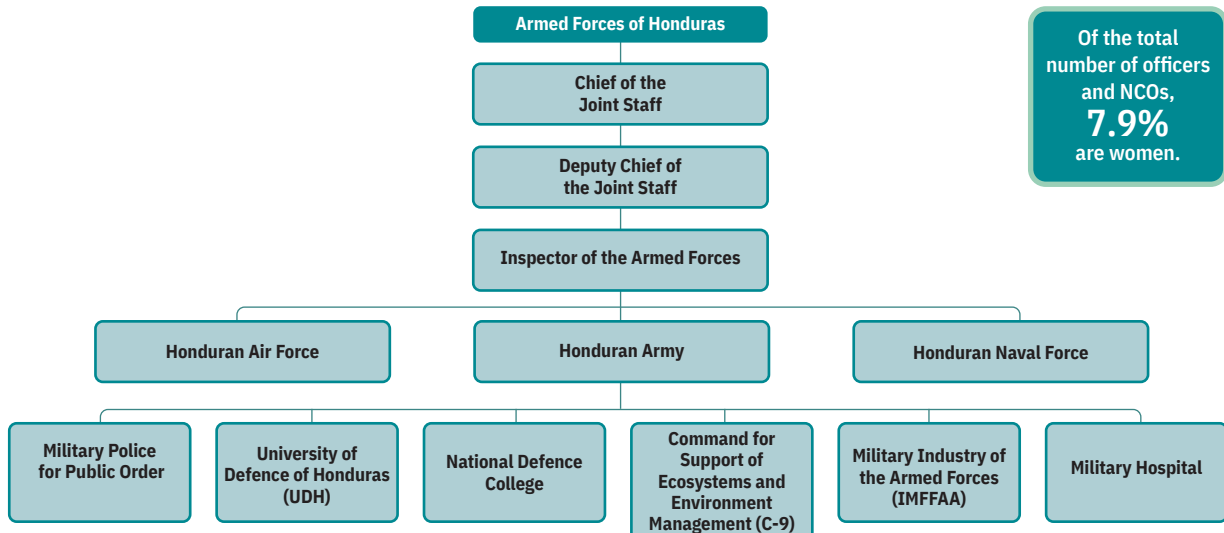 Armed Forces of Honduras
Of the total
number of officers
and NCOs,
7.9%
are women.
Chief of the
Joint Staff
Deputy Chief of
the Joint Staff
Inspector of the Armed Forces
Honduran Air Force
Honduran Army
Honduran Naval Force
Military Police
for Public Order
University of
Defence of Honduras
(UDH)
National Defence
College
Command for
Support of
Ecosystems and
Environment
Management (C-9)
Military Industry of
the Armed Forces
(IMFFAA)
Military Hospital